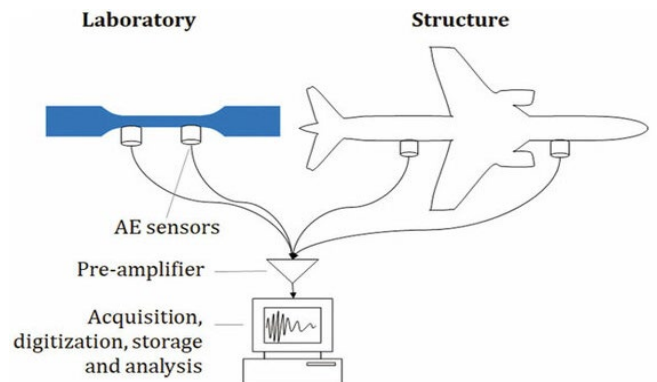 Laboratory
Structure
AE sensors
Pre-amplifier
Acquisition,
digitization, storage
and analysis